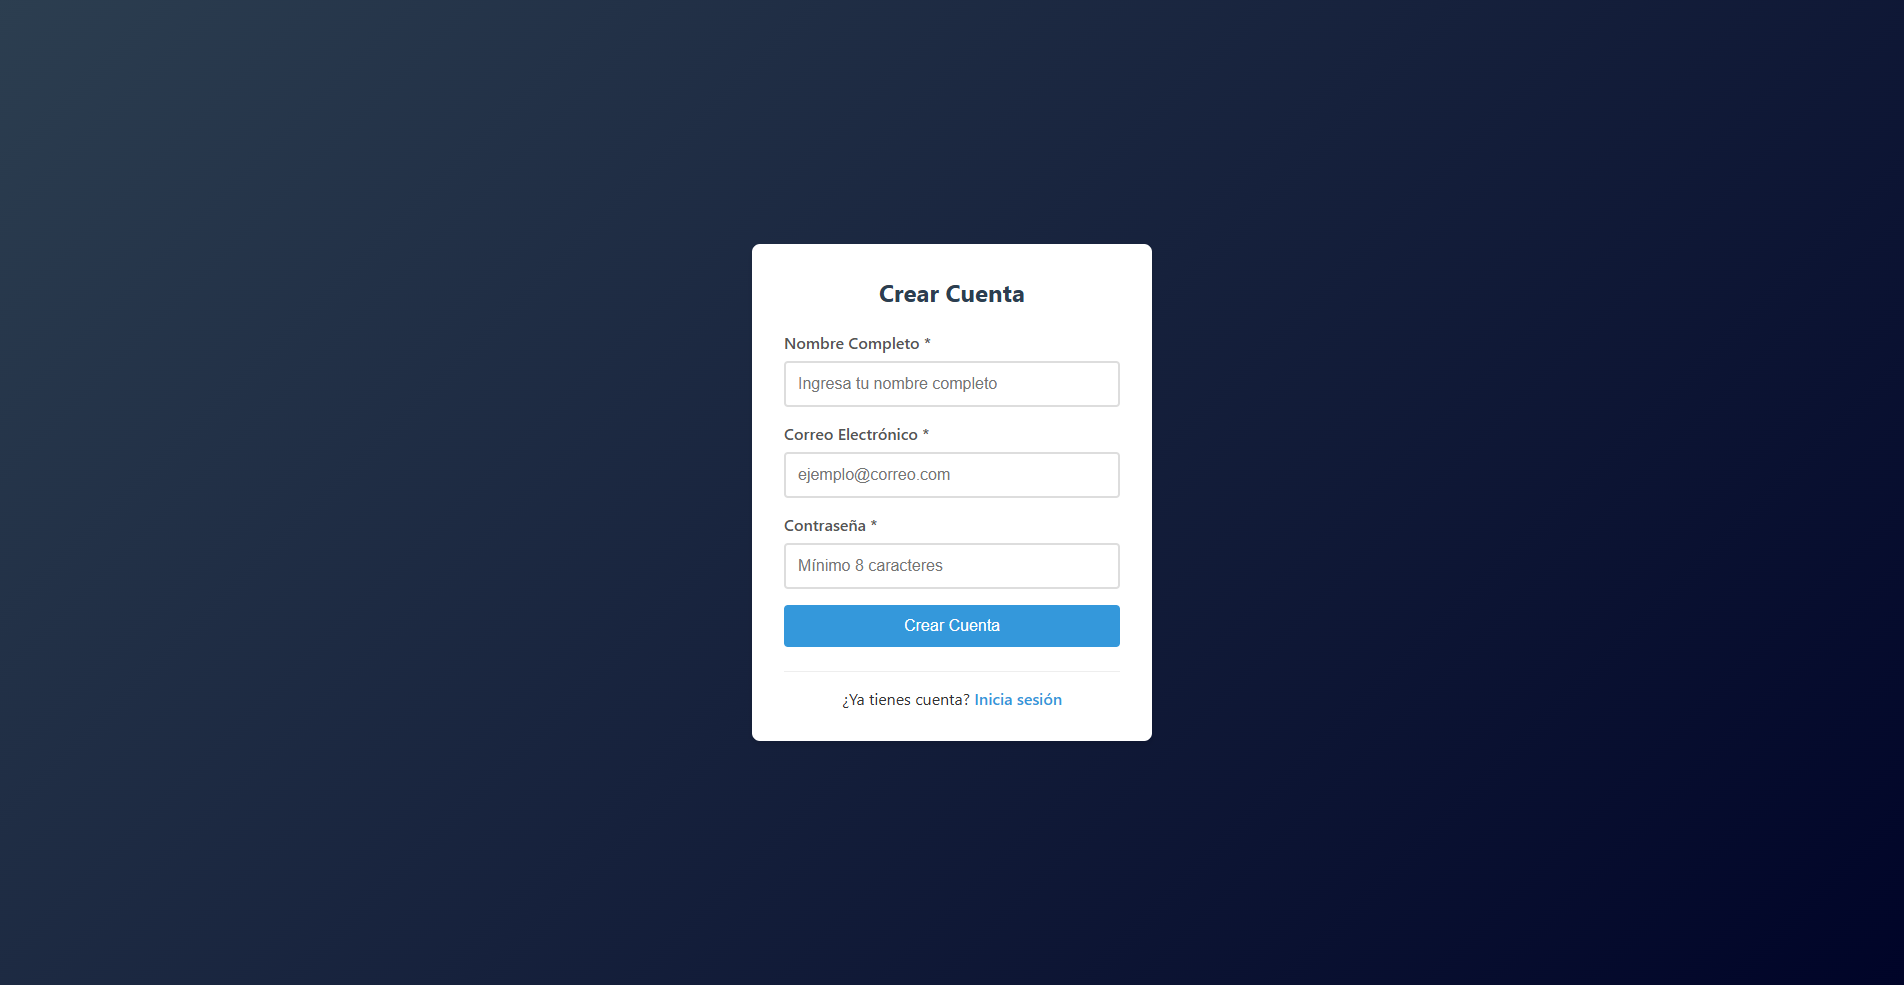 Crear Cuenta
Nombre Completo *
Ingresa tu nombre completo
Correo Electrónico *
ejemplo@correo.com
Contraseña *
Mínimo 8 caracteres
Crear Cuenta
¿Ya tienes cuenta? Inicia sesión